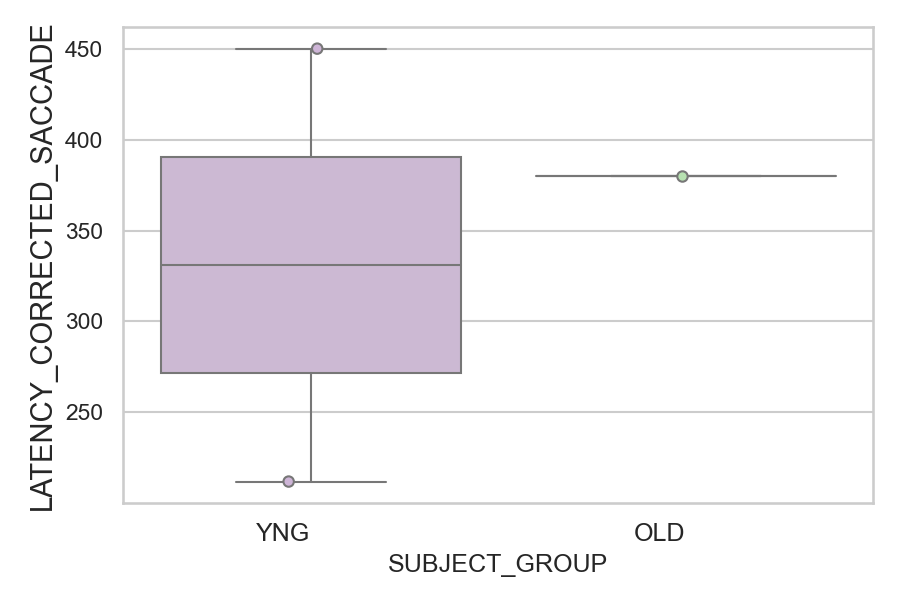 LATENCY_CORRECTED_SACCADE
450
400
350
300
250
YNG OLD
SUBJECT_GROUP